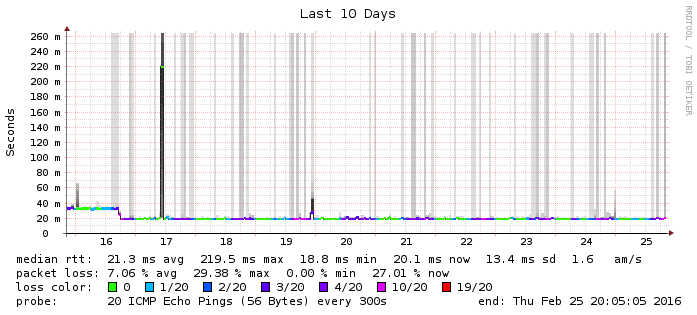 Last 10 Days
RRDTOOL / TOBI OETIKER
Seconds
260 m
240 m
220 m
200 m
180 m
160 m
140 m
120 m
100 m
80 m
60 m
40 m
20 m
0
16 17 18 19 20 21 22 23 24 25
median rtt: 21.3 ms avg 219.5 ms max 18.8 ms min 20.1 ms now 13.4 ms sd 1.6 am/s
packet loss: 7.06 % avg 29.38 % max 0.00 % min 27.01 % now
loss color: 0 1/20 2/20 3/20 4/20 10/20 19/20
probe: 20 ICMP Echo Pings (56 Bytes) every 300s end: Thu Feb 25 20:05:05 2016